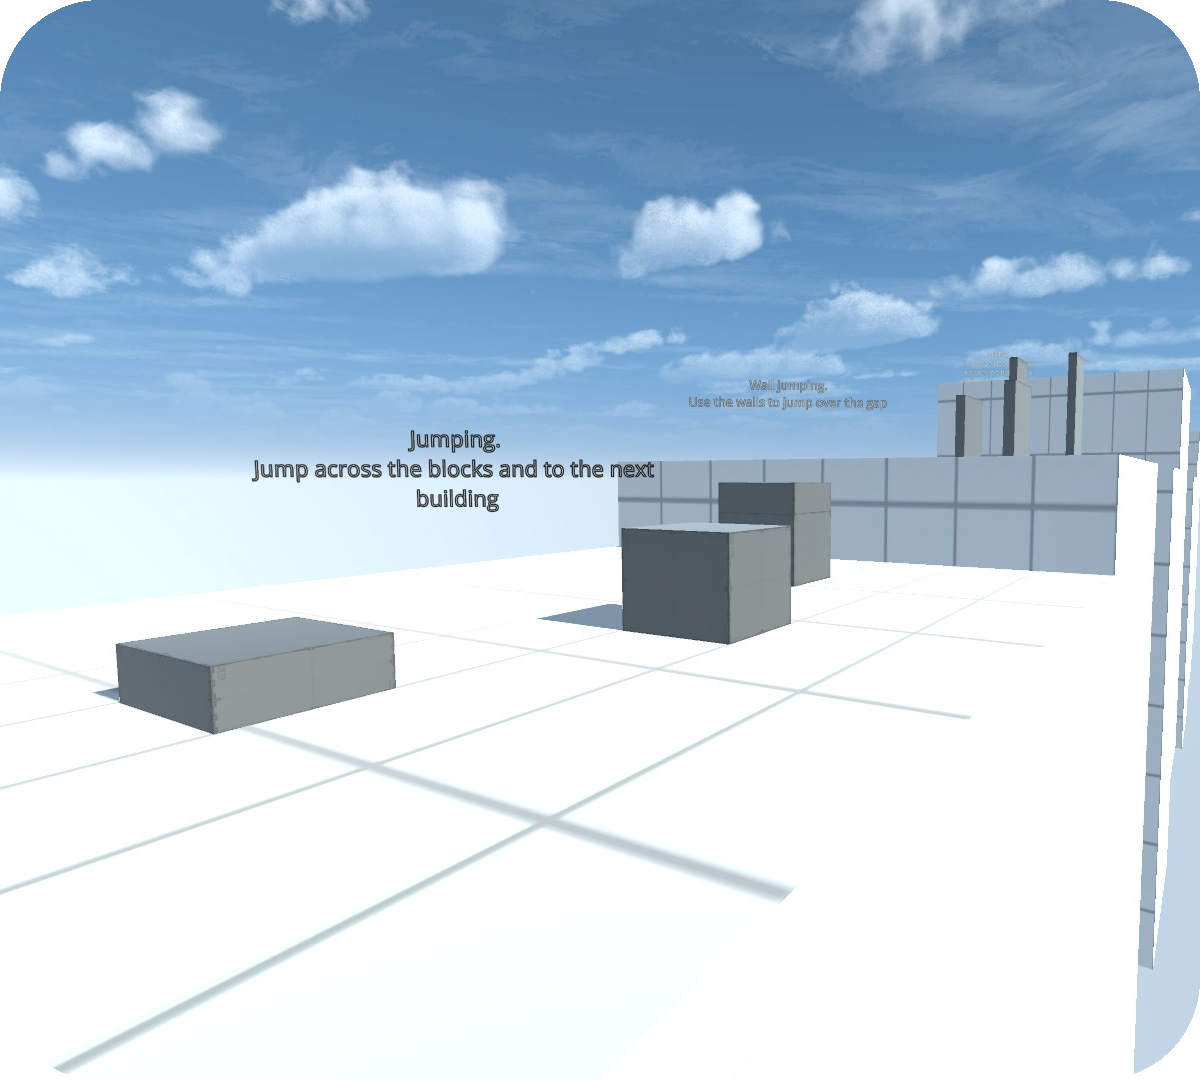 Wall jumping.
Use the walls to jump over the gap
Jumping.
Jump across the blocks and to the next
building